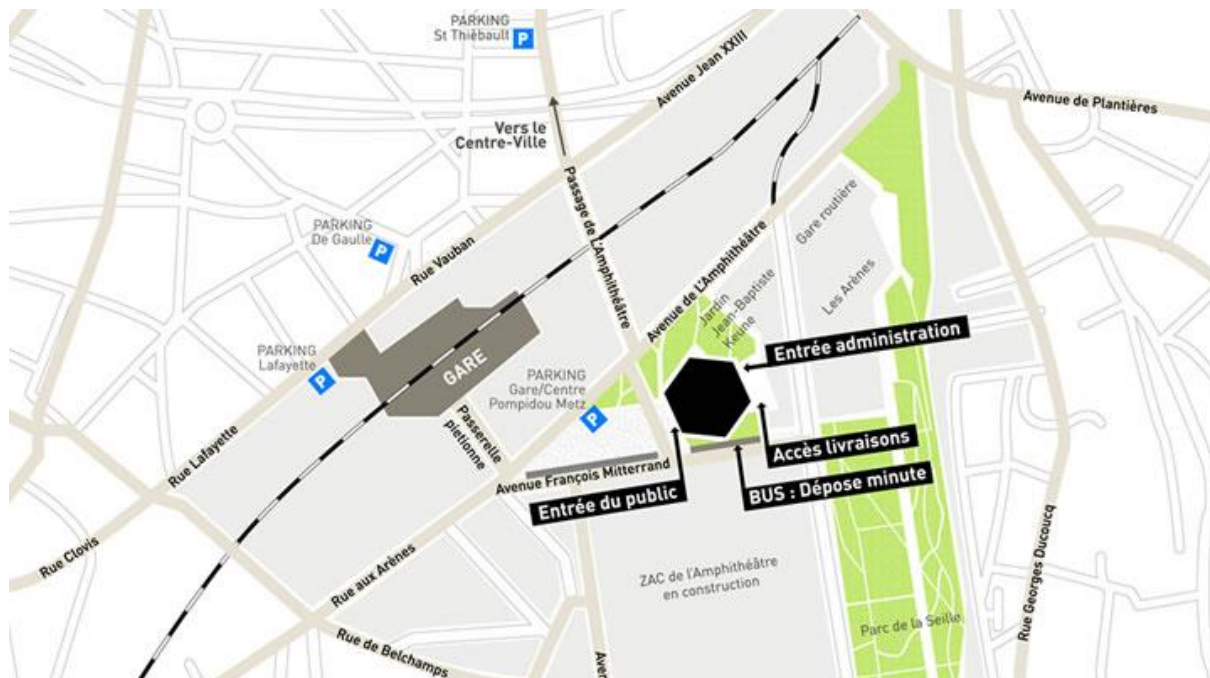 PARKING
St Thiébault
P
Avenue Jean XXIII
Avenue de Plantières
Vers le
Centre-Ville
Passage de L'Amphithéâtre
PARKING
De Gaulle
P
Rue Vauban
Avenue de L'Amphithéâtre
Gare routière
Les Arènes
Jardin
Jean-Baptiste
Keune
Entrée administration
PARKING
Lafayette
P
GARE
PARKING
Gare/Centre
Pompidou Metz
P
Passerelle
pietionne
Rue Lafayette
Accès livraisons
Avenue François Mitterrand
BUS : Dépose minute
Entrée du public
Rue Clovis
Rue aux Arènes
ZAC de l'Amphithéâtre
en construction
Rue Georges Ducoucq
Parc de la Seille
Rue de Belchamps
Aver